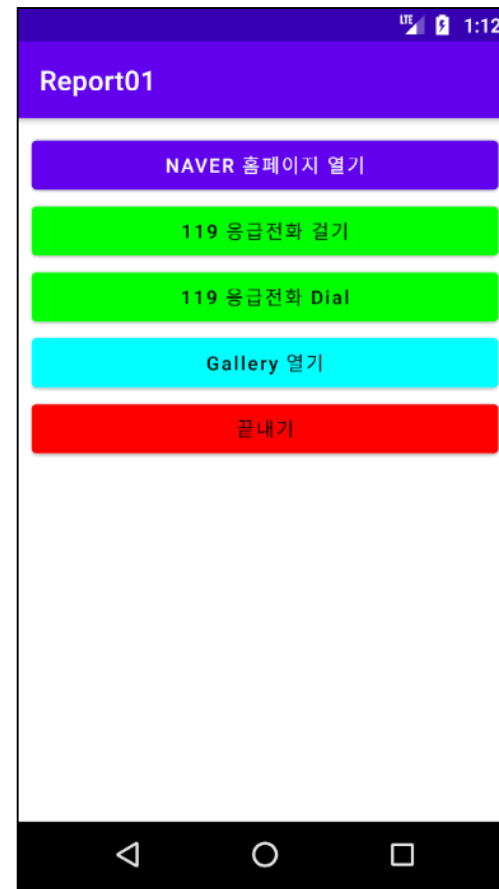 LTE 1:12
Report01
NAVER 홈페이지 열기
119 응급전화 걸기
119 응급전화 Dial
Gallery 열기
끝내기